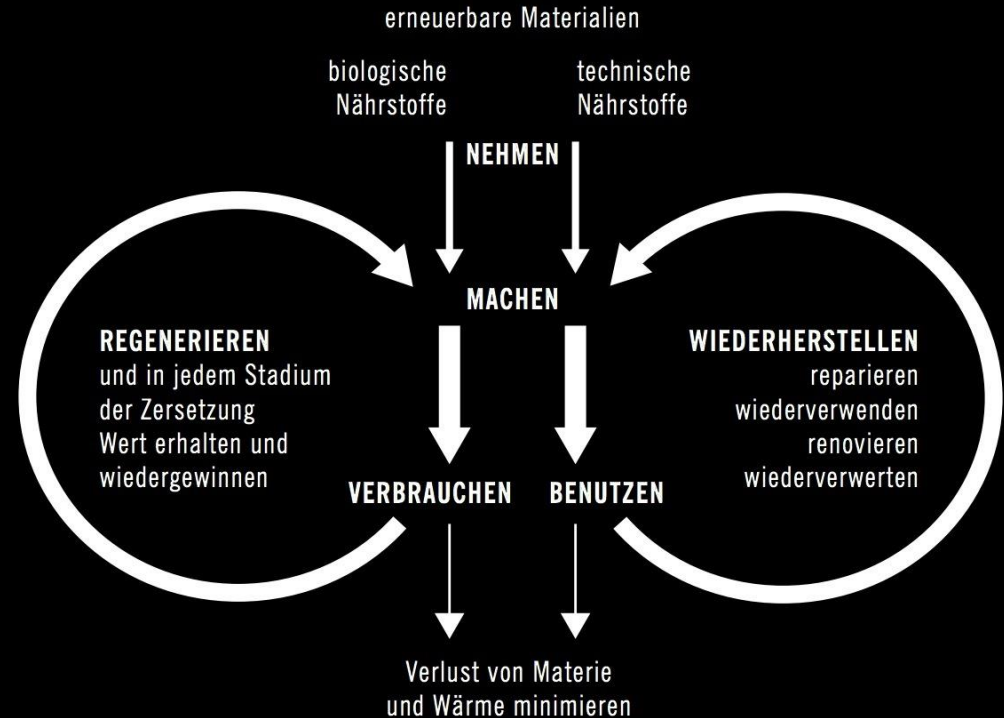 erneuerbare Materialien
biologische
Nährstoffe
technische
Nährstoffe
NEHMEN
MACHEN
REGENERIEREN
und in jedem Stadium
der Zersetzung
Wert erhalten und
wiedergewinnen
WIEDERHERSTELLEN
reparieren
wiederverwenden
renovieren
wiederverwerten
VERBRAUCHEN
BENUTZEN
Verlust von Materie
und Wärme minimieren